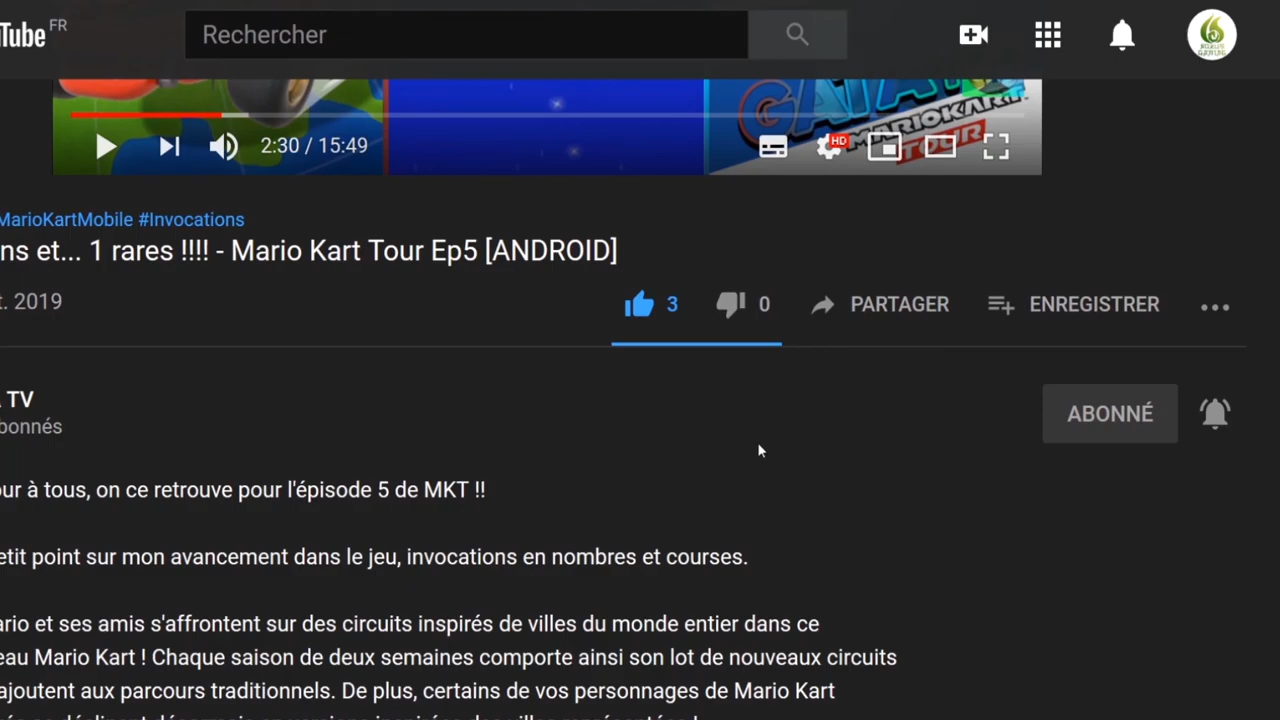 Tube FR
Rechercher
MARIOKART
TOUR
2:30 / 15:49
HD
MarioKartMobile #Invocations
ns et... 1 rares !!!! - Mario Kart Tour Ep5 [ANDROID]
t. 2019
3
0
PARTAGER
ENREGISTRER
TV
bonnés
ABONNÉ
ur à tous, on ce retrouve pour l'épisode 5 de MKT !!
etit point sur mon avancement dans le jeu, invocations en nombres et courses.
ario et ses amis s'affrontent sur des circuits inspirés de villes du monde entier dans ce
eau Mario Kart ! Chaque saison de deux semaines comporte ainsi son lot de nouveaux circuits
ajoutent aux parcours traditionnels. De plus, certains de vos personnages de Mario Kart